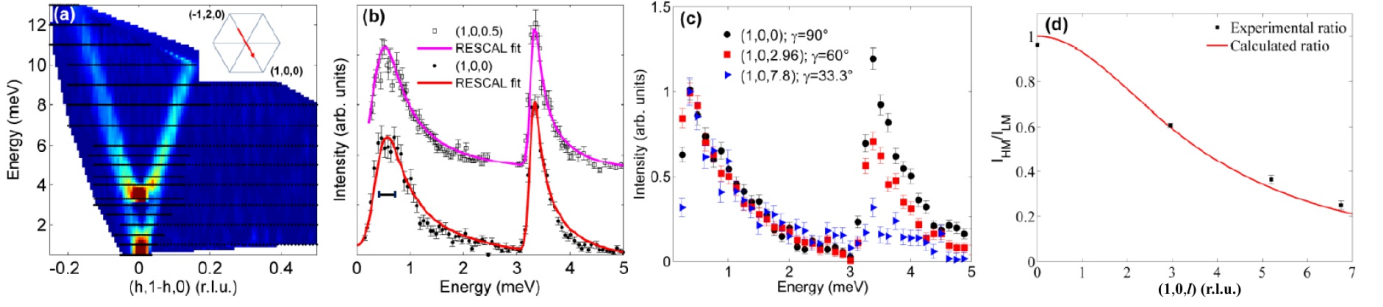 (a)
(-1,2,0)
(1,0,0)
12
10
8
6
4
2
Energy (meV)
-0.2
0
0.2
0.4
(h,1-h,0) (r.l.u.)
(b)
(1,0,0.5)
RESCAL fit
(1,0,0)
RESCAL fit
Intensity (arb. units)
0
1
2
3
4
5
Energy (meV)
(c)
(1,0,0); γ=90°
(1,0,2.96); γ=60°
(1,0,7.8); γ=33.3°
1.5
1
0.5
0
Intensity (arb. units)
1
2
3
4
5
Energy (meV)
(d)
Experimental ratio
Calculated ratio
1
0.8
0.6
0.4
0.2
0
I_HM/I_LM
0
1
2
3
4
5
6
7
(1,0,l) (r.l.u.)